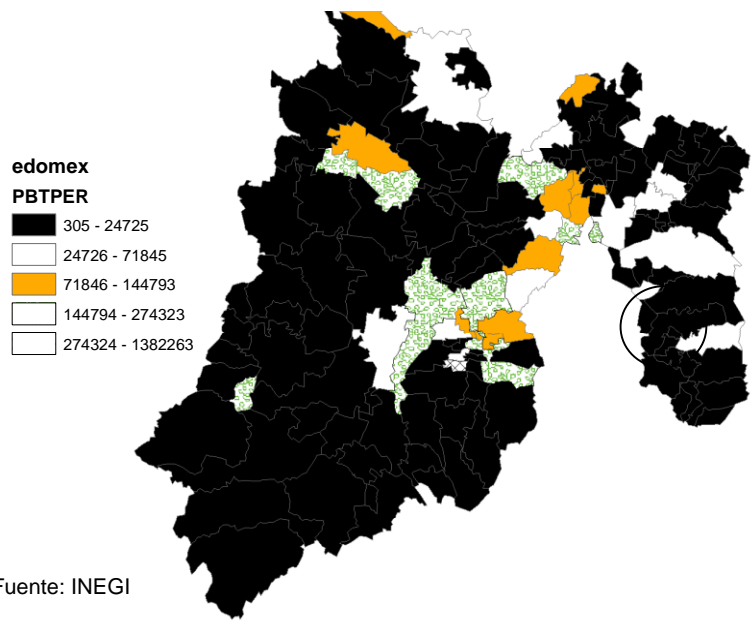 edomex
PBTPER
305 - 24725
24726 - 71845
71846 - 144793
144794 - 274323
274324 - 1382263
Fuente: INEGI